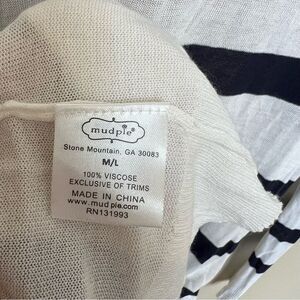 mudpie®
Stone Mountain, GA 30083
M/L
100% VISCOSE
EXCLUSIVE OF TRIMS
MADE IN CHINA
www.mudpie.com
RN131993